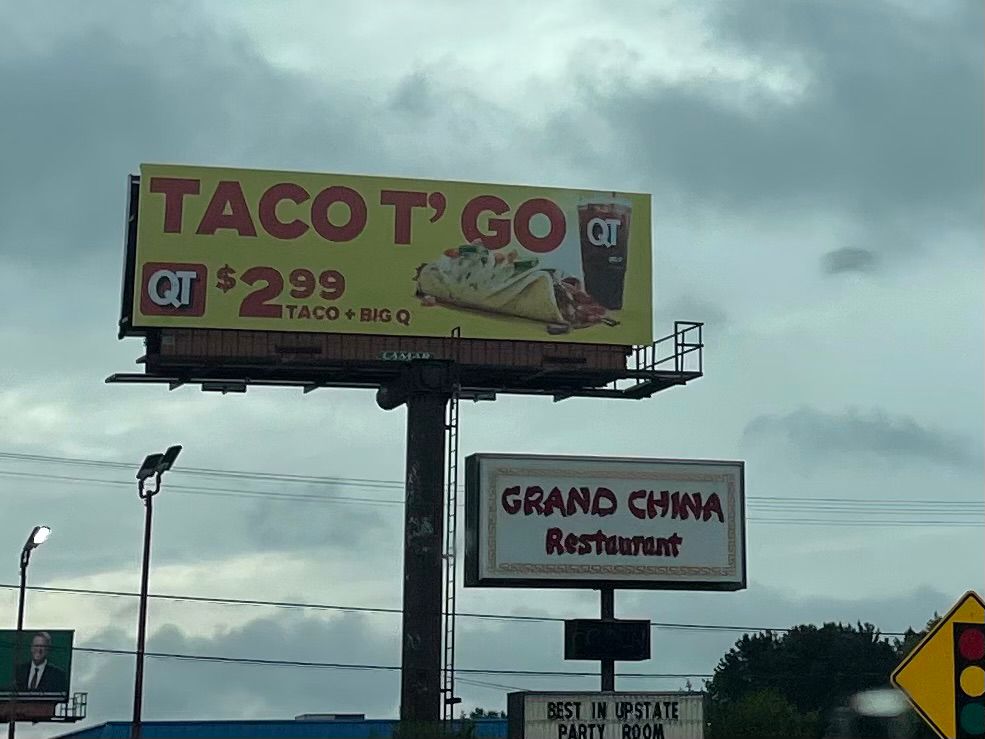 TACO T' GO
QT
QT
$2.99
TACO + BIG Q
GRAND CHINA
Restaurant
BEST IN UPSTATE
PARTY ROOM